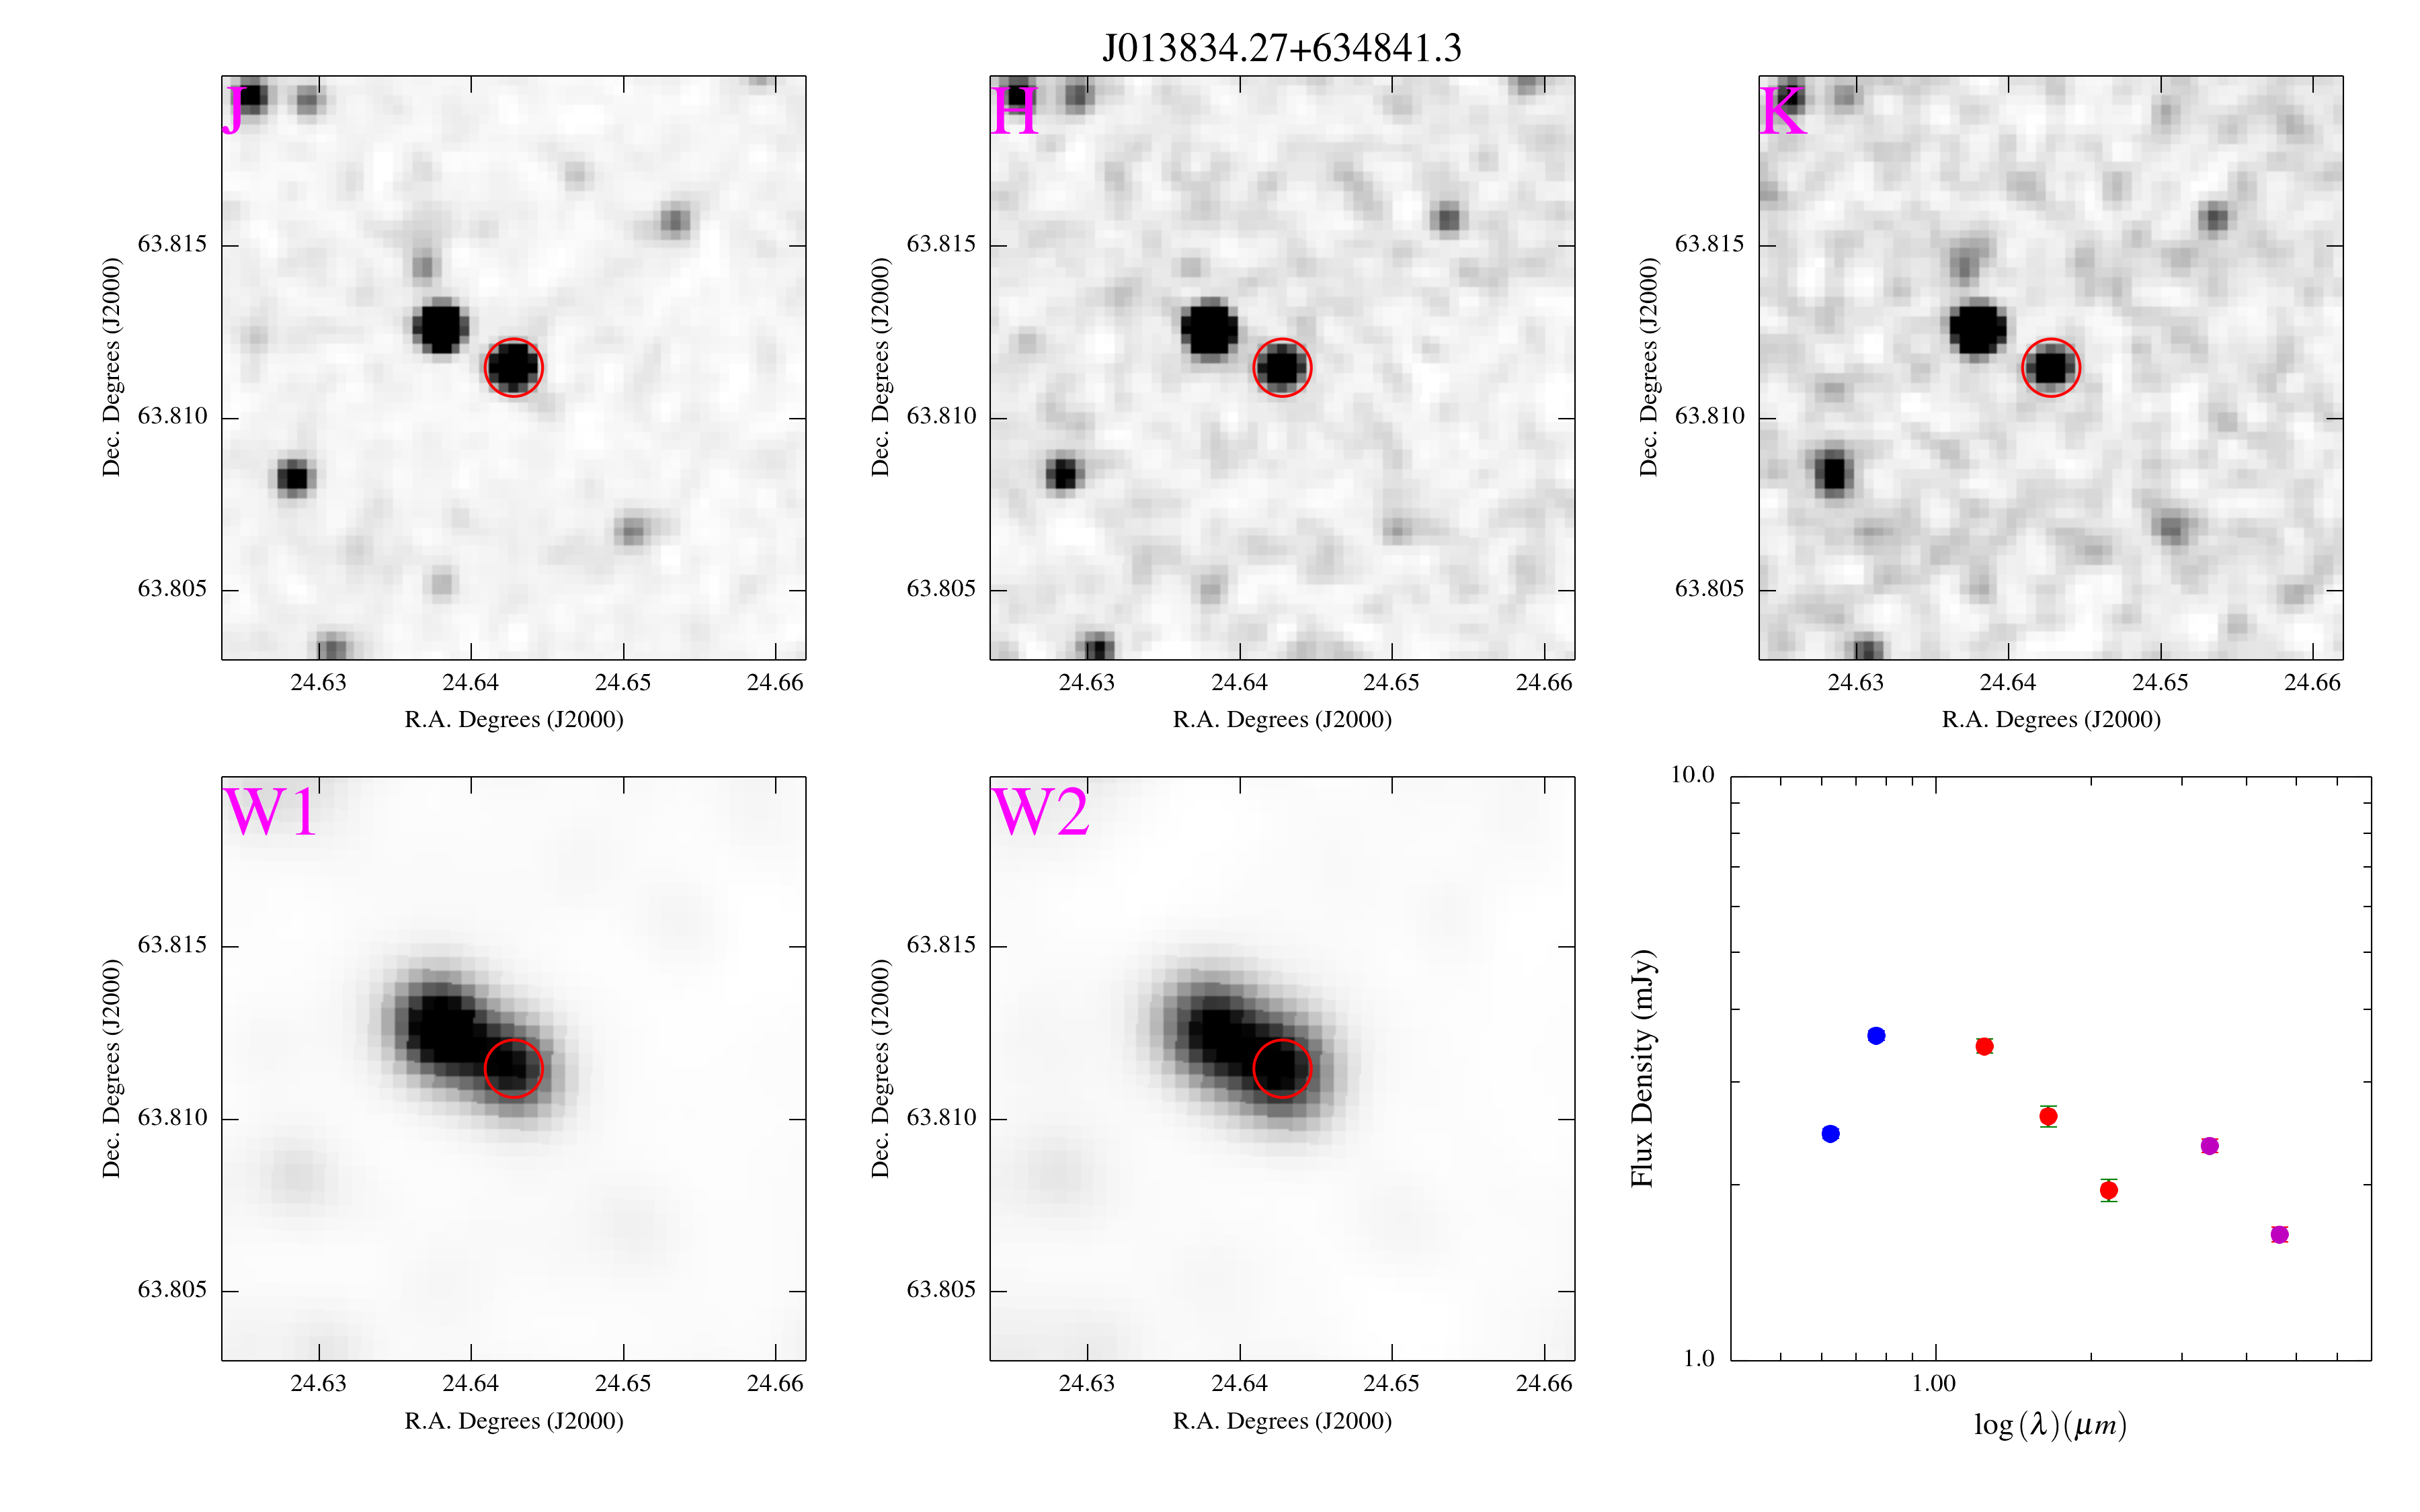 J013834.27+634841.3
J
H
K
63.815
63.810
63.805
Dec. Degrees (J2000)
24.63 24.64 24.65 24.66
R.A. Degrees (J2000)
63.815
63.810
63.805
Dec. Degrees (J2000)
24.63 24.64 24.65 24.66
R.A. Degrees (J2000)
63.815
63.810
63.805
Dec. Degrees (J2000)
24.63 24.64 24.65 24.66
R.A. Degrees (J2000)
W1
63.815
63.810
63.805
Dec. Degrees (J2000)
24.63 24.64 24.65 24.66
R.A. Degrees (J2000)
W2
63.815
63.810
63.805
Dec. Degrees (J2000)
24.63 24.64 24.65 24.66
R.A. Degrees (J2000)
10.0
1.0
Flux Density (mJy)
1.00
log(λ)(μm)